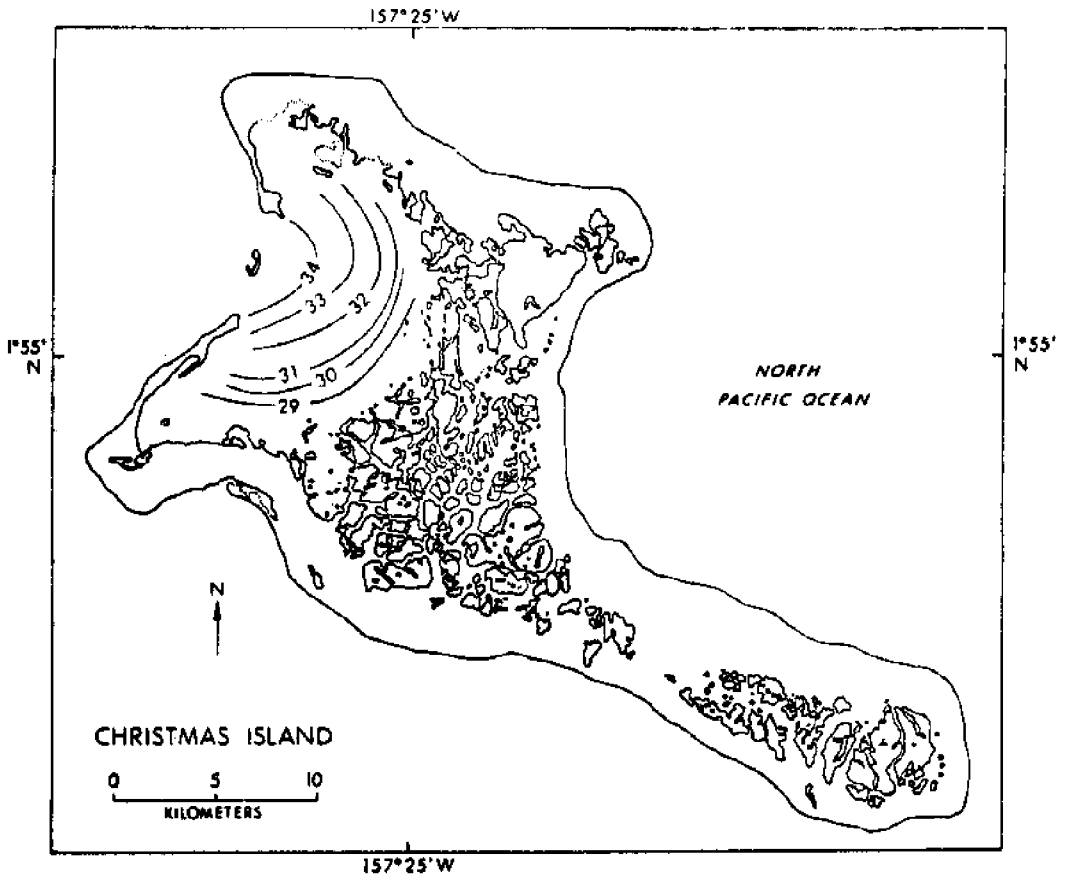 157°25'W
34
33
32
31
30
29
1°55'
N
1°55'
N
NORTH
PACIFIC OCEAN
N
CHRISTMAS ISLAND
0 5 10
KILOMETERS
157°25'W